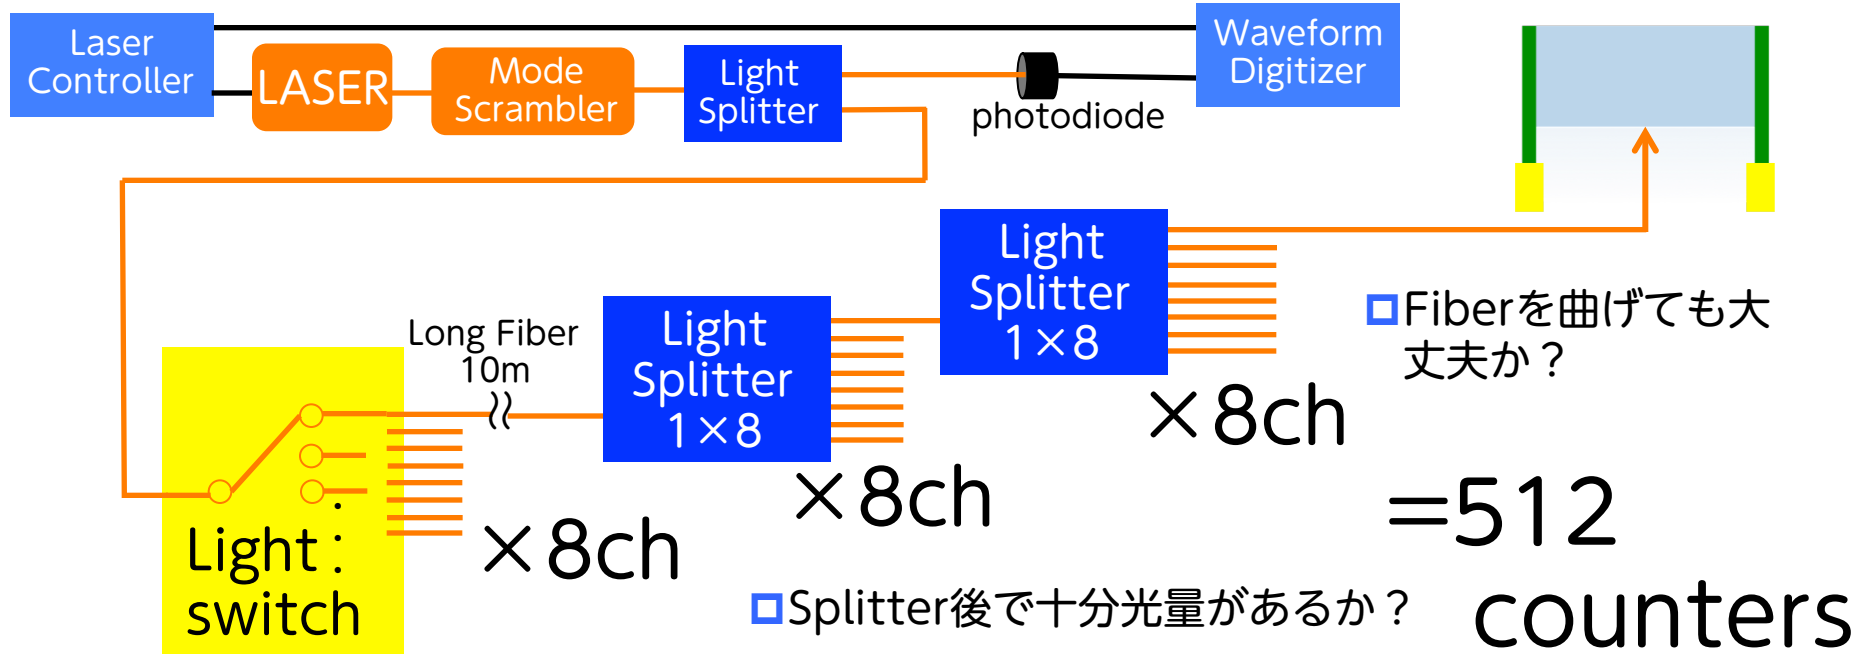 Laser
Controller
LASER
Mode
Scrambler
Light
Splitter
photodiode
Waveform
Digitizer
Light
Splitter
1×8
Long Fiber
10m
Light
Splitter
1×8
□Fiberを曲げても大
丈夫か？
×8ch
×8ch
×8ch
Light :
switch
=512
counters
□Splitter後で十分光量があるか？